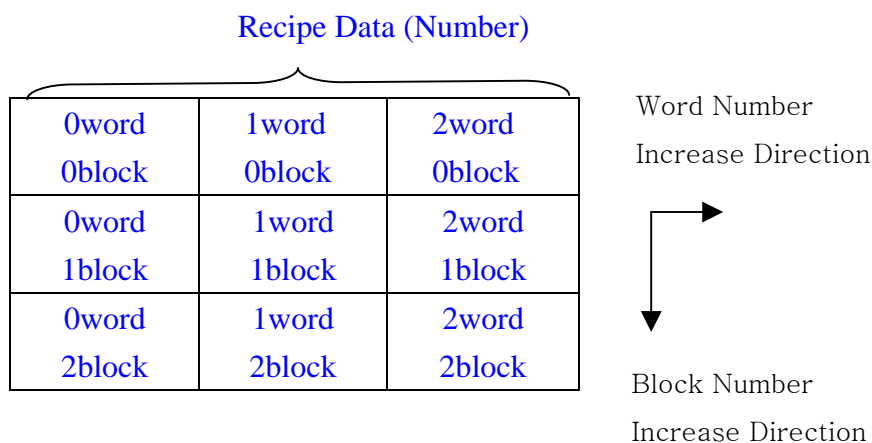 Recipe Data (Number)
0word 1word 2word
0block 0block 0block
0word 1word 2word
1block 1block 1block
0word 1word 2word
2block 2block 2block
Word Number
Increase Direction
Block Number
Increase Direction